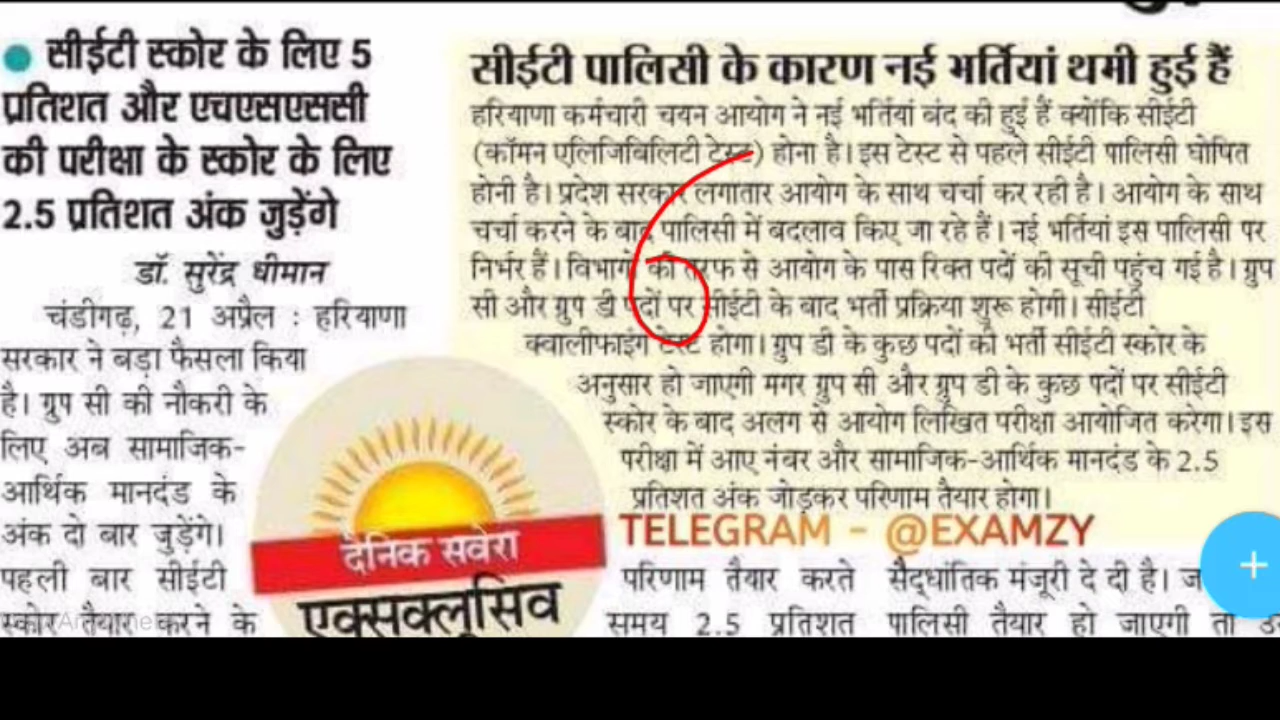 सीईटी स्कोर के लिए 5
प्रतिशत और एचएसएससी
की परीक्षा के स्कोर के लिए
2.5 प्रतिशत अंक जुड़ेंगे
डॉ. सुरेंद्र धीमान
चंडीगढ़, 21 अप्रैल : हरियाणा
सरकार ने बड़ा फैसला किया
है। ग्रुप सी की नौकरी के
लिए अब सामाजिक-
आर्थिक मानदंड के
अंक दो बार जुड़ेंगे।
पहली बार सीईटी
स्कोर तैयार करने के
दैनिक सवेरा
एक्सक्लूसिव
सीईटी पालिसी के कारण नई भर्तियां थमी हुई हैं
हरियाणा कर्मचारी चयन आयोग ने नई भर्तियां बंद की हुई हैं क्योंकि सीईटी
(कॉमन एलिजिबिलिटी टेस्ट) होना है। इस टेस्ट से पहले सीईटी पालिसी घोषित
होनी है। प्रदेश सरकार लगातार आयोग के साथ चर्चा कर रही है। आयोग के साथ
चर्चा करने के बाद पालिसी में बदलाव किए जा रहे हैं। नई भर्तियां इस पालिसी पर
निर्भर हैं। विभागों की तरफ से आयोग के पास रिक्त पदों की सूची पहुंच गई है। ग्रुप
सी और ग्रुप डी पदों पर सीईटी के बाद भर्ती प्रक्रिया शुरू होगी। सीईटी
क्वालीफाइंग टेस्ट होगा। ग्रुप डी के कुछ पदों की भर्ती सीईटी स्कोर के
अनुसार हो जाएगी मगर ग्रुप सी और ग्रुप डी के कुछ पदों पर सीईटी
स्कोर के बाद अलग से आयोग लिखित परीक्षा आयोजित करेगा। इस
परीक्षा में आए नंबर और सामाजिक-आर्थिक मानदंड के 2.5
प्रतिशत अंक जोड़कर परिणाम तैयार होगा।
TELEGRAM - @EXAMZY
परिणाम तैयार करते
समय 2.5 प्रतिशत
सैद्धांतिक मंजूरी दे दी है।
पालिसी तैयार हो जाएगी तो